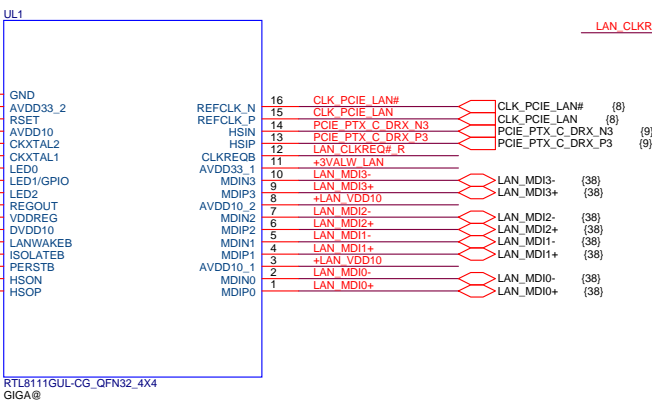 UL1
LAN_CLKR
GND
AVDD33_2
RSET
AVDD10
CKXTAL2
CKXTAL1
LED0
LED1/GPIO
LED2
REGOUT
VDDREG
DVDD10
LANWAKEB
ISOLATEB
PERSTB
HSON
HSOP
REFCLK_N 16 CLK_PCIE_LAN# CLK_PCIE_LAN# {8}
REFCLK_P 15 CLK_PCIE_LAN CLK_PCIE_LAN {8}
HSIN 14 PCIE_PTX_C_DRX_N3 PCIE_PTX_C_DRX_N3 {9}
HSIP 13 PCIE_PTX_C_DRX_P3 PCIE_PTX_C_DRX_P3 {9}
CLKREQB 12 LAN_CLKREQ#_R
AVDD33_1 11 +3VALW_LAN
MDIN3 10 LAN_MDI3- LAN_MDI3- {38}
MDIP3 9 LAN_MDI3+ LAN_MDI3+ {38}
AVDD10_2 8 +LAN_VDD10
MDIN2 7 LAN_MDI2- LAN_MDI2- {38}
MDIP2 6 LAN_MDI2+ LAN_MDI2+ {38}
MDIN1 5 LAN_MDI1- LAN_MDI1- {38}
MDIP1 4 LAN_MDI1+ LAN_MDI1+ {38}
AVDD10_1 3 +LAN_VDD10
MDIN0 2 LAN_MDI0- LAN_MDI0- {38}
MDIP0 1 LAN_MDI0+ LAN_MDI0+ {38}
RTL8111GUL-CG_QFN32_4X4
GIGA@